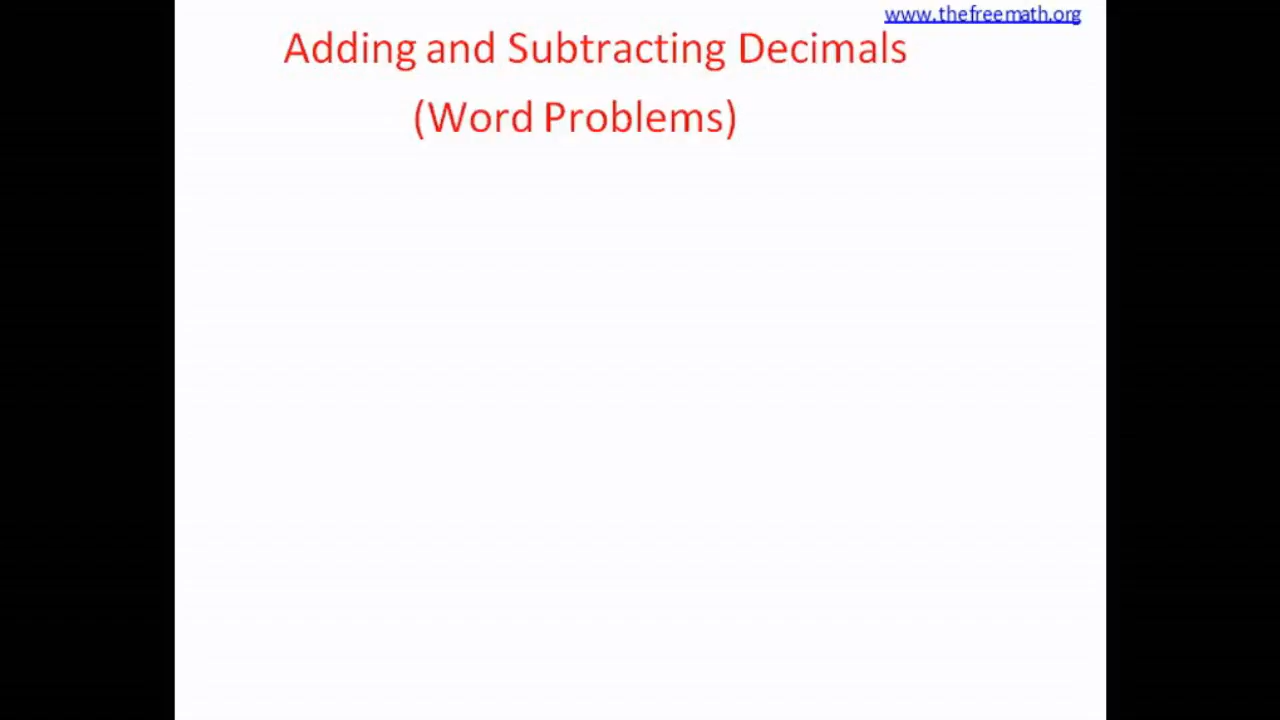 www.thefreemath.org
Adding and Subtracting Decimals
(Word Problems)